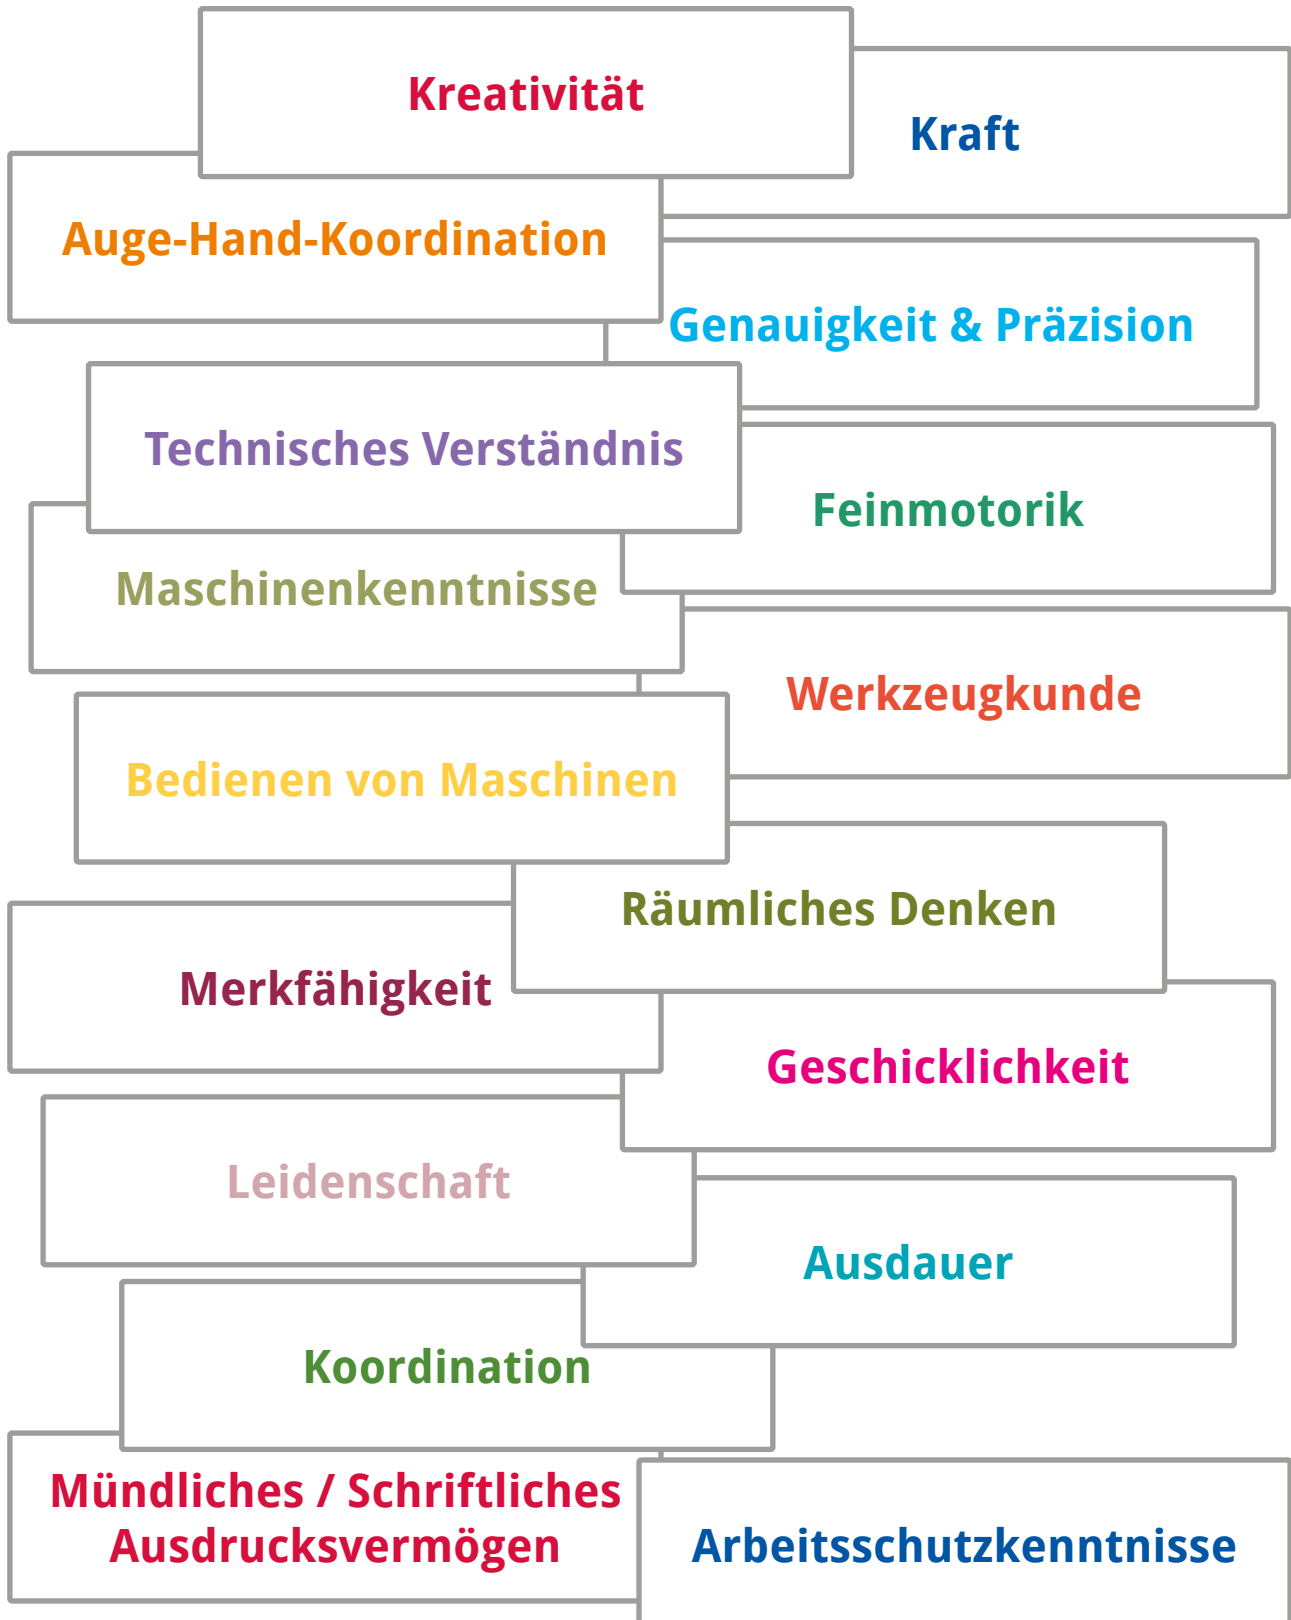 Kreativität
Kraft
Auge-Hand-Koordination
Genauigkeit & Präzision
Technisches Verständnis
Feinmotorik
Maschinenkenntnisse
Werkzeugkunde
Bedienen von Maschinen
Räumliches Denken
Merkfähigkeit
Geschicklichkeit
Leidenschaft
Ausdauer
Koordination
Mündliches / Schriftliches
Ausdrucksvermögen
Arbeitsschutzkenntnisse